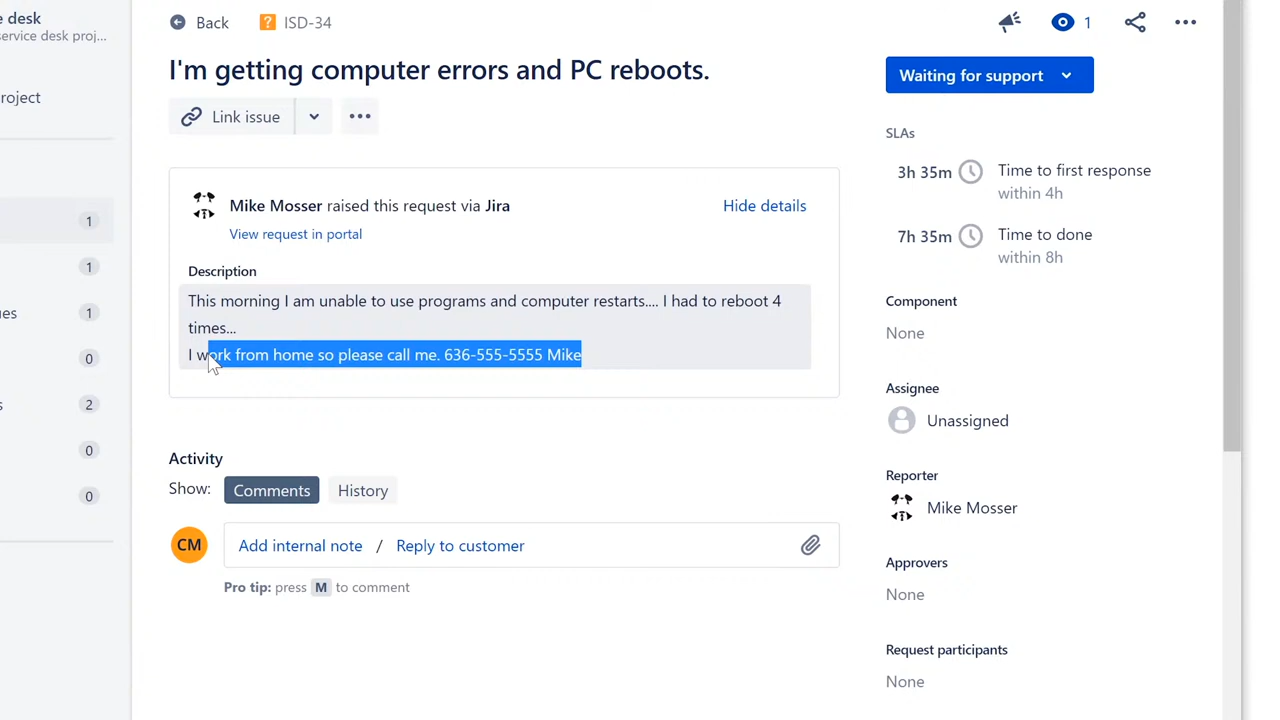 e desk
service desk proj...
roject
1
1
es
1
0
s
2
0
0
Back
ISD-34
1
I'm getting computer errors and PC reboots.
Link issue
Mike Mosser raised this request via Jira
Hide details
View request in portal
Description
This morning I am unable to use programs and computer restarts.... I had to reboot 4
times...
I work from home so please call me. 636-555-5555 Mike
Activity
Show:
Comments
History
CM
Add internal note / Reply to customer
Pro tip: press M to comment
Waiting for support
SLAs
3h 35m
Time to first response
within 4h
7h 35m
Time to done
within 8h
Component
None
Assignee
Unassigned
Reporter
Mike Mosser
Approvers
None
Request participants
None